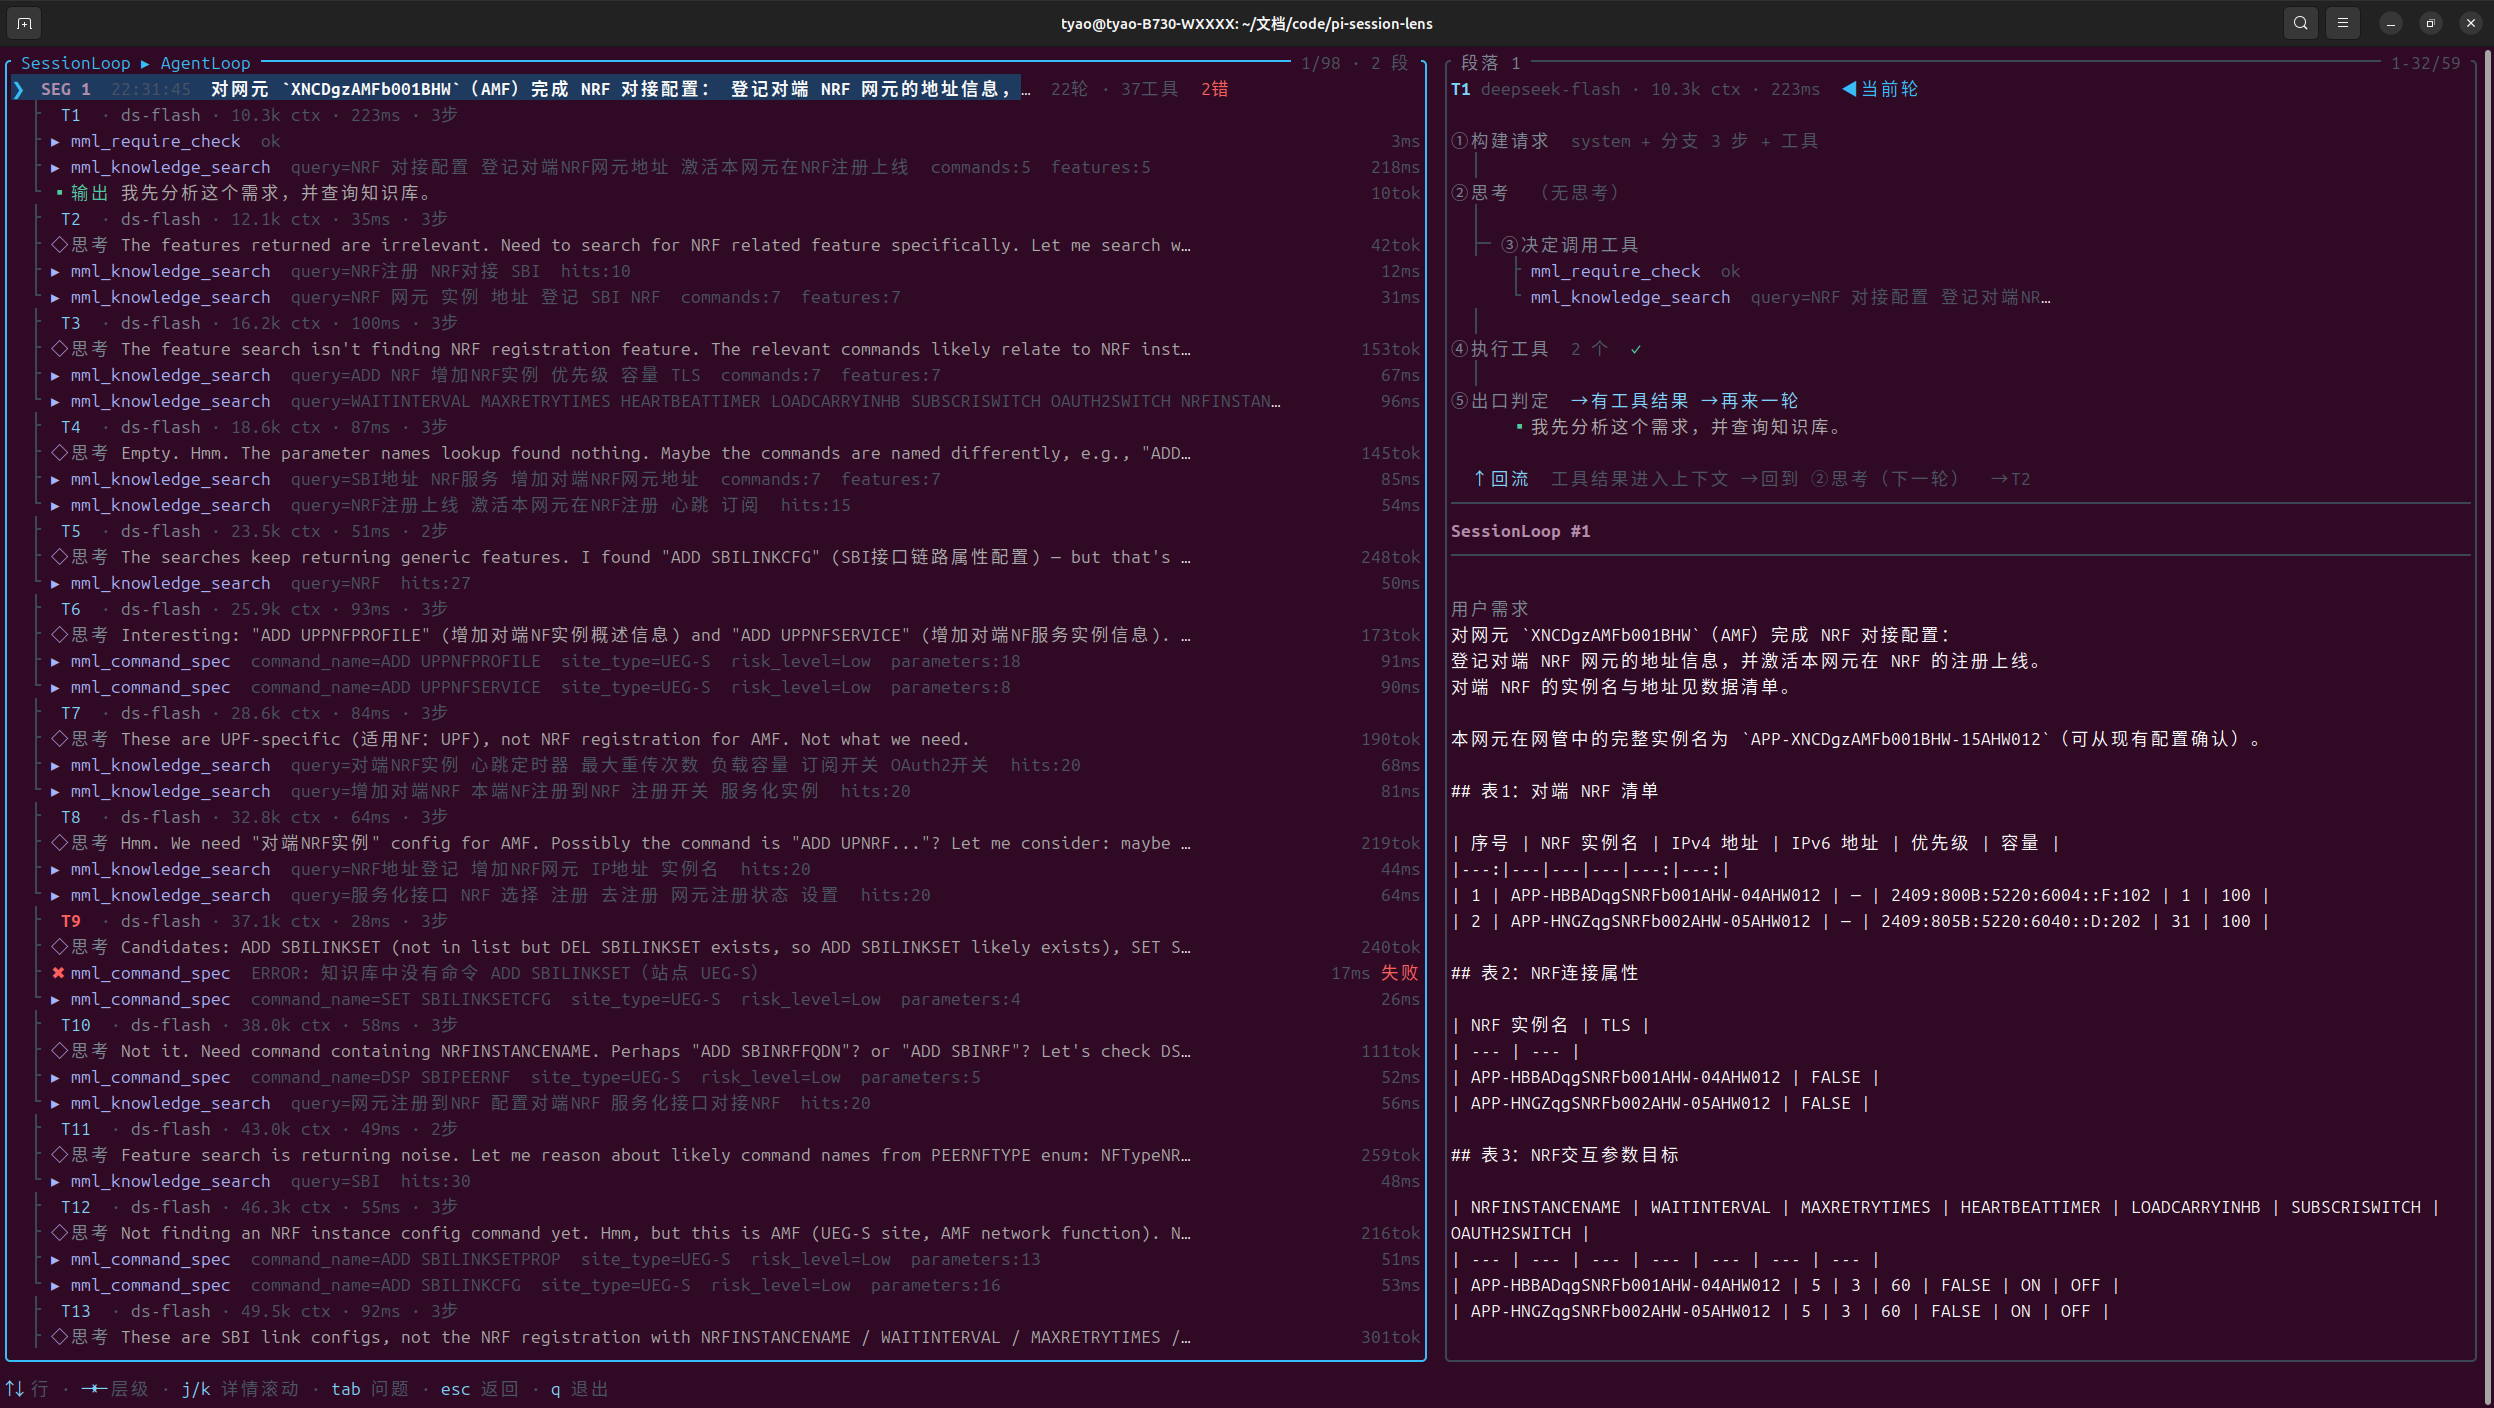 tyao@tyao-B730-WXXXX: ~/文档/code/pi-session-lens
SessionLoop ▸ AgentLoop 1/98 · 2 段
❯ SEG 1 22:31:45 对网元 `XNCDgzAMFb001BHW`（AMF）完成 NRF 对接配置： 登记对端 NRF 网元的地址信息，… 22轮 · 37工具 2错
T1 · ds-flash · 10.3k ctx · 223ms · 3步
▸ mml_require_check ok 3ms
▸ mml_knowledge_search query=NRF 对接配置 登记对端NRF网元地址 激活本网元在NRF注册上线 commands:5 features:5 218ms
▪ 输出 我先分析这个需求，并查询知识库。 10tok
T2 · ds-flash · 12.1k ctx · 35ms · 3步
◇思考 The features returned are irrelevant. Need to search for NRF related feature specifically. Let me search w… 42tok
▸ mml_knowledge_search query=NRF注册 NRF对接 SBI hits:10 12ms
▸ mml_knowledge_search query=NRF 网元 实例 地址 登记 SBI NRF commands:7 features:7 31ms
T3 · ds-flash · 16.2k ctx · 100ms · 3步
◇思考 The feature search isn't finding NRF registration feature. The relevant commands likely relate to NRF inst… 153tok
▸ mml_knowledge_search query=ADD NRF 增加NRF实例 优先级 容量 TLS commands:7 features:7 67ms
▸ mml_knowledge_search query=WAITINTERVAL MAXRETRYTIMES HEARTBEATTIMER LOADCARRYINHB SUBSCRISWITCH OAUTH2SWITCH NRFINSTAN… 96ms
T4 · ds-flash · 18.6k ctx · 87ms · 3步
◇思考 Empty. Hmm. The parameter names lookup found nothing. Maybe the commands are named differently, e.g., "ADD… 145tok
▸ mml_knowledge_search query=SBI地址 NRF服务 增加对端NRF网元地址 commands:7 features:7 85ms
▸ mml_knowledge_search query=NRF注册上线 激活本网元在NRF注册 心跳 订阅 hits:15 54ms
T5 · ds-flash · 23.5k ctx · 51ms · 2步
◇思考 The searches keep returning generic features. I found "ADD SBILINKCFG" (SBI接口链路属性配置) — but that's … 248tok
▸ mml_knowledge_search query=NRF hits:27 50ms
T6 · ds-flash · 25.9k ctx · 93ms · 3步
◇思考 Interesting: "ADD UPPNFPROFILE" (增加对端NF实例概述信息) and "ADD UPPNFSERVICE" (增加对端NF服务实例信息). … 173tok
▸ mml_command_spec command_name=ADD UPPNFPROFILE site_type=UEG-S risk_level=Low parameters:18 91ms
▸ mml_command_spec command_name=ADD UPPNFSERVICE site_type=UEG-S risk_level=Low parameters:8 90ms
T7 · ds-flash · 28.6k ctx · 84ms · 3步
◇思考 These are UPF-specific (适用NF: UPF), not NRF registration for AMF. Not what we need. 190tok
▸ mml_knowledge_search query=对端NRF实例 心跳定时器 最大重传次数 负载容量 订阅开关 OAuth2开关 hits:20 68ms
▸ mml_knowledge_search query=增加对端NRF 本端NF注册到NRF 注册开关 服务化实例 hits:20 81ms
T8 · ds-flash · 32.8k ctx · 64ms · 3步
◇思考 Hmm. We need "对端NRF实例" config for AMF. Possibly the command is "ADD UPNRF..."? Let me consider: maybe … 219tok
▸ mml_knowledge_search query=NRF地址登记 增加NRF网元 IP地址 实例名 hits:20 44ms
▸ mml_knowledge_search query=服务化接口 NRF 选择 注册 去注册 网元注册状态 设置 hits:20 64ms
T9 · ds-flash · 37.1k ctx · 28ms · 3步
◇思考 Candidates: ADD SBILINKSET (not in list but DEL SBILINKSET exists, so ADD SBILINKSET likely exists), SET S… 240tok
✖ mml_command_spec ERROR: 知识库中没有命令 ADD SBILINKSET（站点 UEG-S） 17ms 失败
▸ mml_command_spec command_name=SET SBILINKSETCFG site_type=UEG-S risk_level=Low parameters:4 26ms
T10 · ds-flash · 38.0k ctx · 58ms · 3步
◇思考 Not it. Need command containing NRFINSTANCENAME. Perhaps "ADD SBINRFFQDN"? or "ADD SBINRF"? Let's check DS… 111tok
▸ mml_command_spec command_name=DSP SBIPEERNF site_type=UEG-S risk_level=Low parameters:5 52ms
▸ mml_knowledge_search query=网元注册到NRF 配置对端NRF 服务化接口对接NRF hits:20 56ms
T11 · ds-flash · 43.0k ctx · 49ms · 2步
◇思考 Feature search is returning noise. Let me reason about likely command names from PEERNFTYPE enum: NFTypeNR… 259tok
▸ mml_knowledge_search query=SBI hits:30 48ms
T12 · ds-flash · 46.3k ctx · 55ms · 3步
◇思考 Not finding an NRF instance config command yet. Hmm, but this is AMF (UEG-S site, AMF network function). N… 216tok
▸ mml_command_spec command_name=ADD SBILINKSETPROP site_type=UEG-S risk_level=Low parameters:13 51ms
▸ mml_command_spec command_name=ADD SBILINKCFG site_type=UEG-S risk_level=Low parameters:16 53ms
T13 · ds-flash · 49.5k ctx · 92ms · 3步
◇思考 These are SBI link configs, not the NRF registration with NRFINSTANCENAME / WAITINTERVAL / MAXRETRYTIMES /… 301tok
段落 1 1-32/59
T1 deepseek-flash · 10.3k ctx · 223ms ◀当前轮
①构建请求 system + 分支 3 步 + 工具
②思考 （无思考）
③决定调用工具
mml_require_check ok
mml_knowledge_search query=NRF 对接配置 登记对端NR…
④执行工具 2 个 ✓
⑤出口判定 →有工具结果 →再来一轮
▪我先分析这个需求，并查询知识库。
↑回流 工具结果进入上下文 →回到 ②思考（下一轮） →T2
SessionLoop #1
用户需求
对网元 `XNCDgzAMFb001BHW`（AMF）完成 NRF 对接配置：
登记对端 NRF 网元的地址信息，并激活本网元在 NRF 的注册上线。
对端 NRF 的实例名与地址见数据清单。
本网元在网管中的完整实例名为 `APP-XNCDgzAMFb001BHW-15AHW012`（可从现有配置确认）。
## 表1：对端 NRF 清单
| 序号 | NRF 实例名 | IPv4 地址 | IPv6 地址 | 优先级 | 容量 |
|---:|---|---|---|---:|---:|
| 1 | APP-HBBADqgSNRFb001AHW-04AHW012 | — | 2409:800B:5220:6004::F:102 | 1 | 100 |
| 2 | APP-HNGZqgSNRFb002AHW-05AHW012 | — | 2409:805B:5220:6040::D:202 | 31 | 100 |
## 表2：NRF连接属性
| NRF 实例名 | TLS |
| --- | --- |
| APP-HBBADqgSNRFb001AHW-04AHW012 | FALSE |
| APP-HNGZqgSNRFb002AHW-05AHW012 | FALSE |
## 表3：NRF交互参数目标
| NRFINSTANCENAME | WAITINTERVAL | MAXRETRYTIMES | HEARTBEATTIMER | LOADCARRYINHB | SUBSCRISWITCH |
OAUTH2SWITCH |
| --- | --- | --- | --- | --- | --- | --- |
| APP-HBBADqgSNRFb001AHW-04AHW012 | 5 | 3 | 60 | FALSE | ON | OFF |
| APP-HNGZqgSNRFb002AHW-05AHW012 | 5 | 3 | 60 | FALSE | ON | OFF |
↑↓ 行 · ←→ 层级 · j/k 详情滚动 · tab 问题 · esc 返回 · q 退出